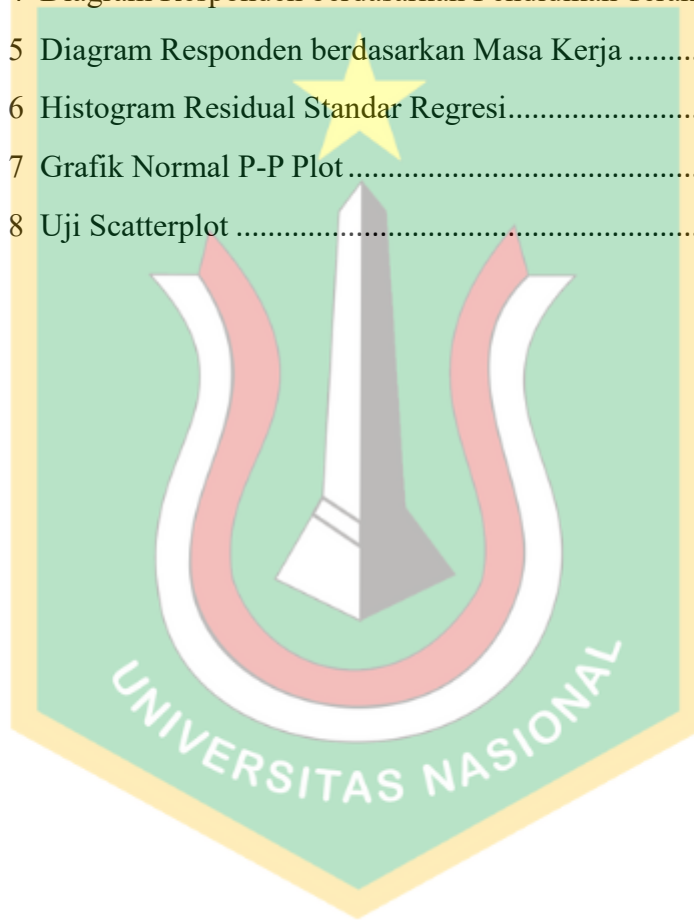 5 Diagram Responden berdasarkan Masa Kerja .........
6 Histogram Residual Standar Regresi........................
7 Grafik Normal P-P Plot ............................................
8 Uji Scatterplot ..........................................................
UNIVERSITAS NASIONAL